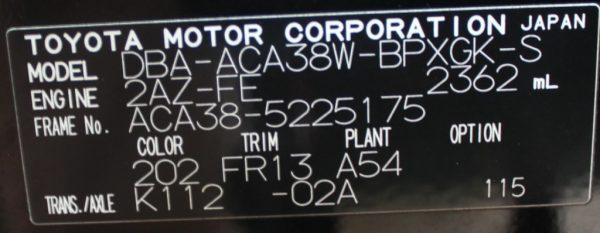 TOYOTA MOTOR CORPORATION JAPAN
MODEL DBA-ACA38W-BPXGK-S
ENGINE 2AZ-FE 2362 mL
FRAME No. ACA38-5225175
COLOR TRIM PLANT OPTION
202 FR13 A54
TRANS./AXLE K112 -02A 115